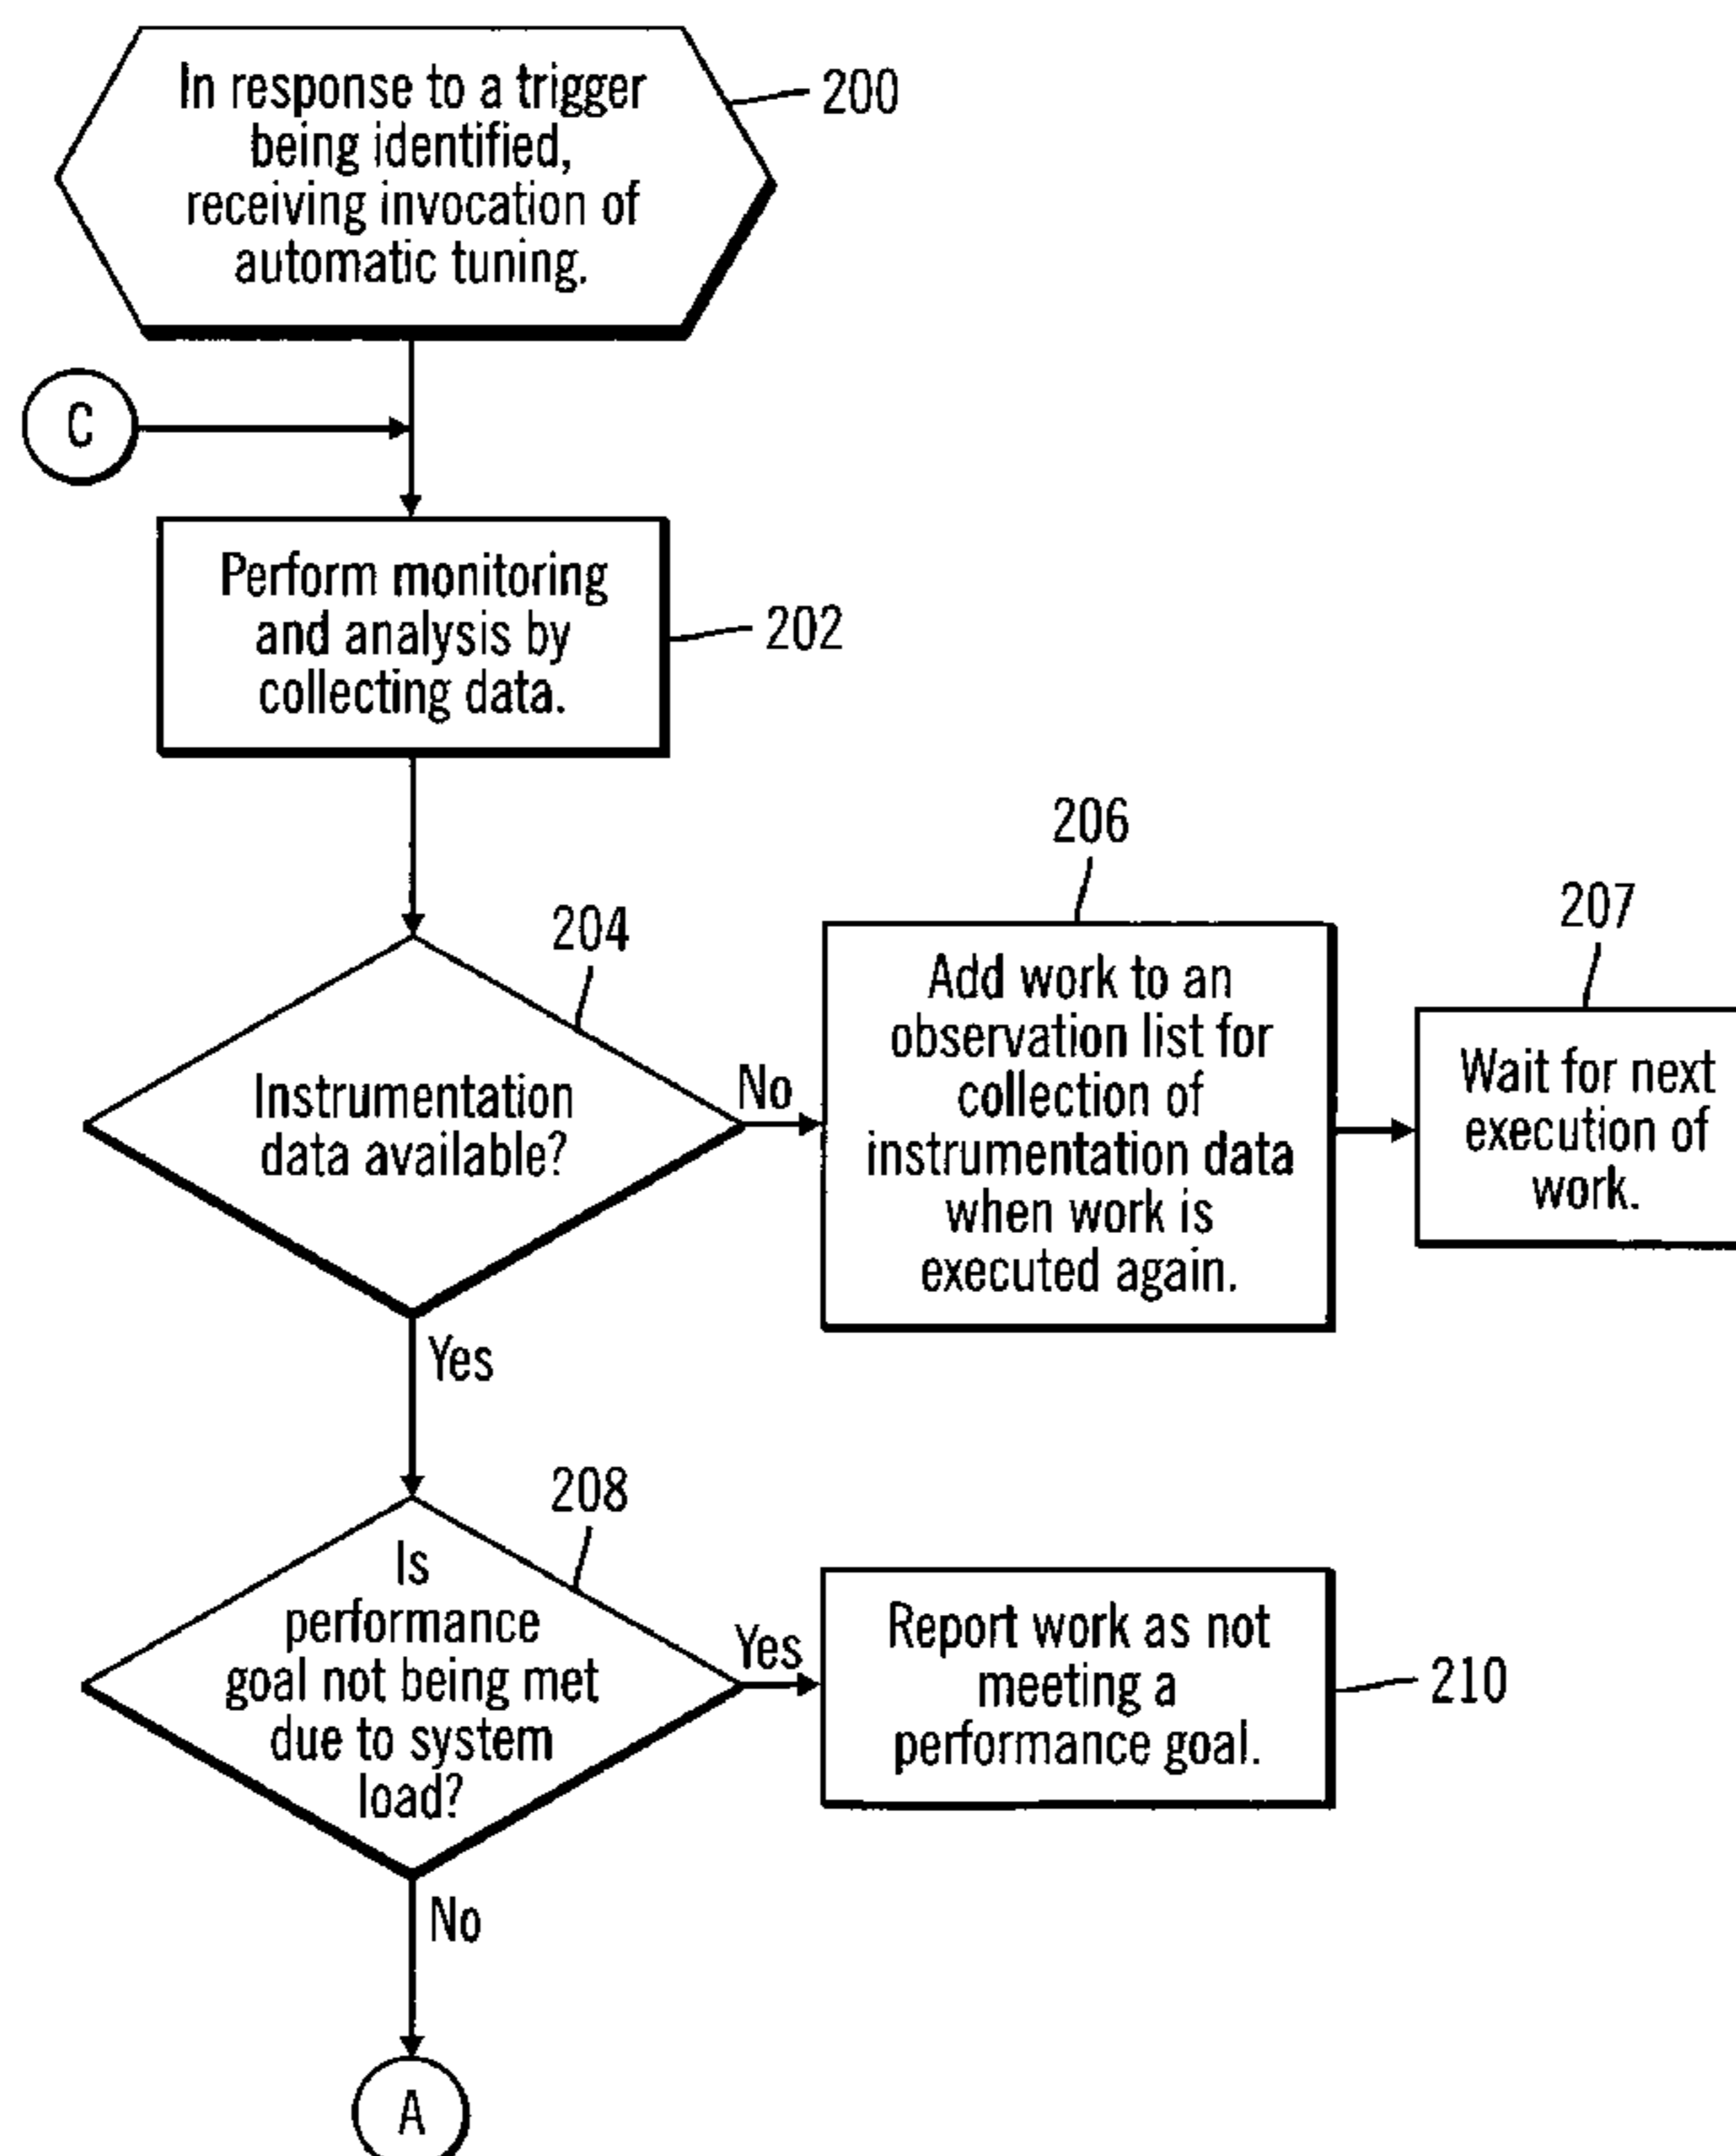 In response to a trigger
being identified,
receiving invocation of
automatic tuning.
200
C
Perform monitoring
and analysis by
collecting data.
202
204
Instrumentation
data available?
No
206
Add work to an
observation list for
collection of
instrumentation data
when work is
executed again.
207
Wait for next
execution of
work.
Yes
208
Is
performance
goal not being met
due to system
load?
Yes
Report work as not
meeting a
performance goal.
210
No
A